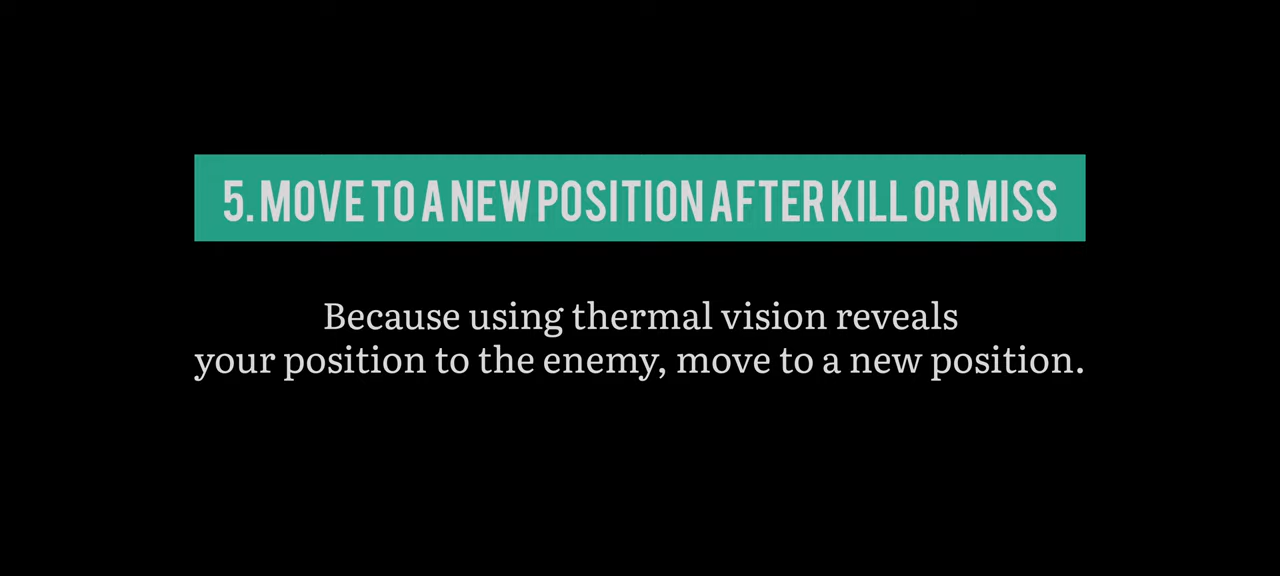 5. MOVE TO A NEW POSITION AFTER KILL OR MISS
Because using thermal vision reveals
your position to the enemy, move to a new position.